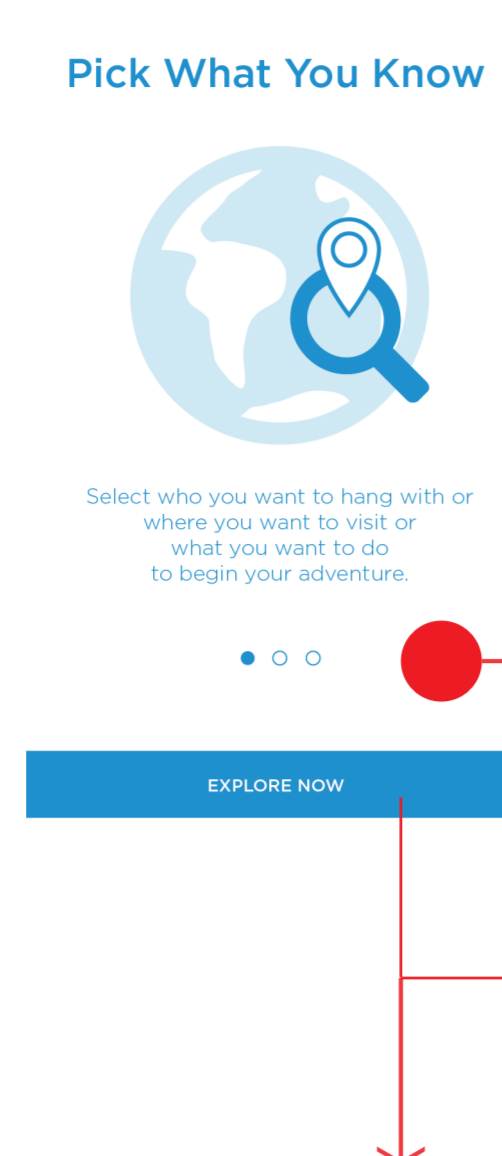 Pick What You Know
Select who you want to hang with or
where you want to visit or
what you want to do
to begin your adventure.
EXPLORE NOW